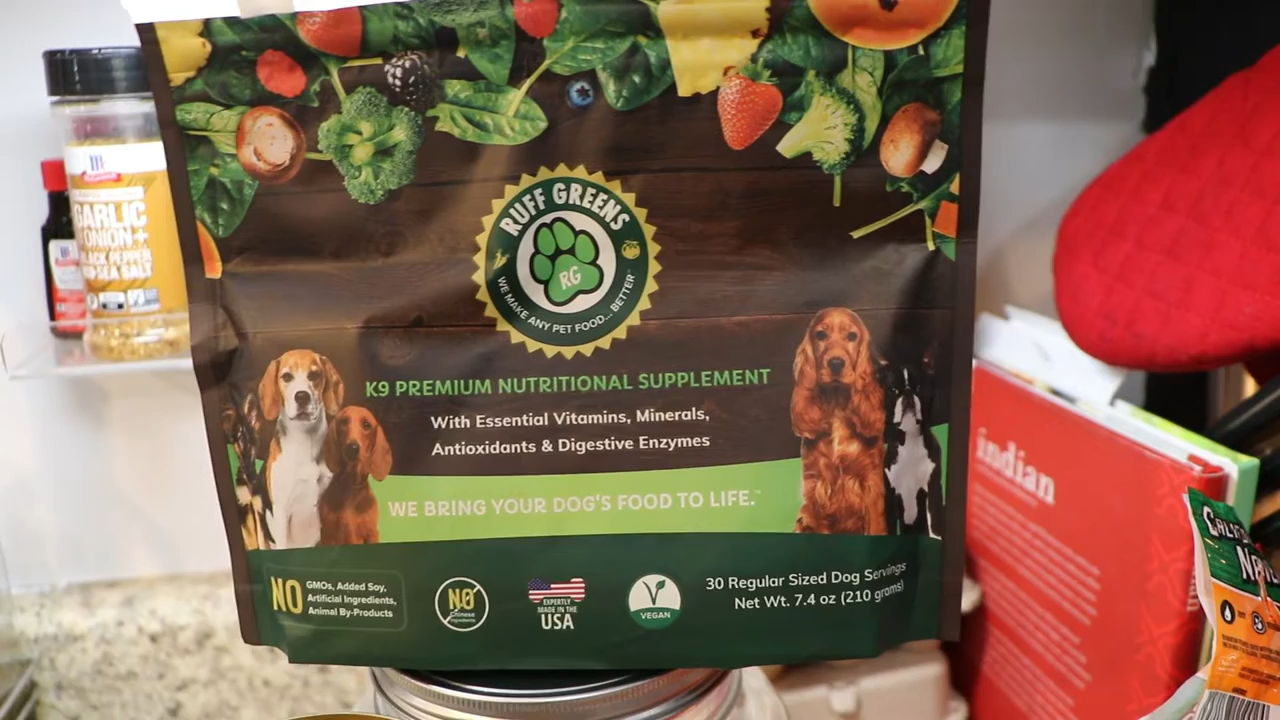 GARLIC
ONION+
BLACK PEPPER
SEA SALT
RUFF GREENS
RG
WE MAKE ANY PET FOOD... BETTER™
K9 PREMIUM NUTRITIONAL SUPPLEMENT
With Essential Vitamins, Minerals,
Antioxidants & Digestive Enzymes
WE BRING YOUR DOG'S FOOD TO LIFE.™
NO
GMOs, Added Soy,
Artificial Ingredients,
Animal By-Products
NO
Chinese
Ingredients
EXPERTLY
MADE IN THE
USA
V
VEGAN
30 Regular Sized Dog Servings
Net Wt. 7.4 oz (210 grams)
indian